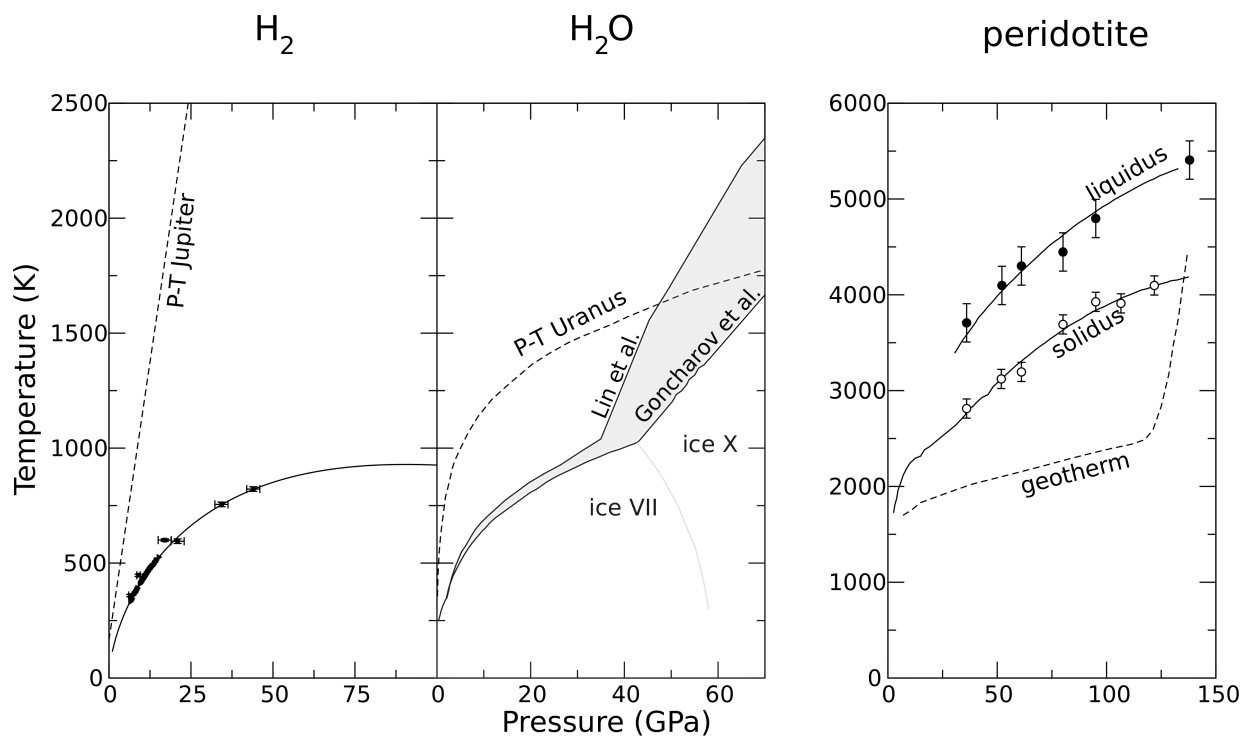 H2
H2O
peridotite
Temperature (K)
2500
2000
1500
1000
500
0
P-T Jupiter
0
25
50
75
P-T Uranus
Lin et al.
Goncharov et al.
ice X
ice VII
0
20
40
60
Pressure (GPa)
6000
5000
4000
3000
2000
1000
0
liquidus
solidus
geotherm
0
50
100
150